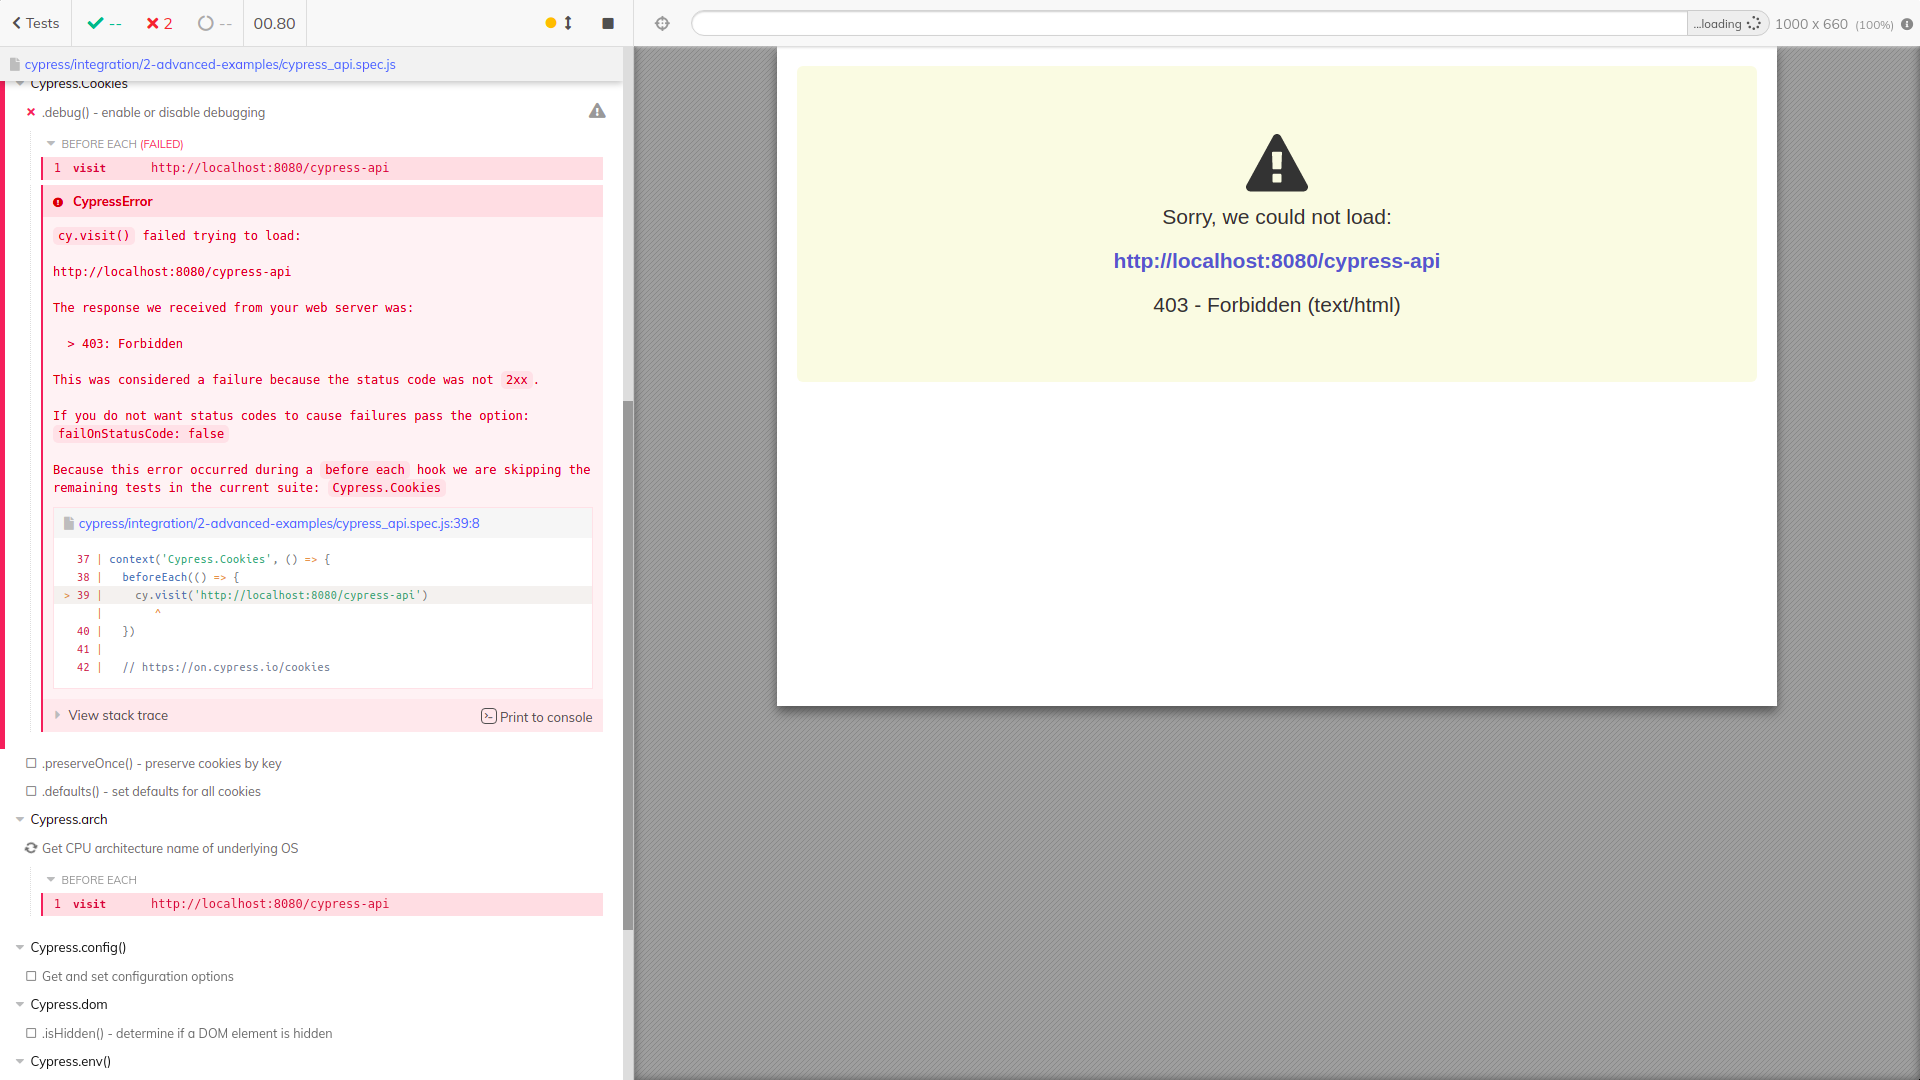 Tests
--
2
--
00.80
...loading
1000 x 660 (100%)
cypress/integration/2-advanced-examples/cypress_api.spec.js
Cypress.Cookies
.debug() - enable or disable debugging
BEFORE EACH (FAILED)
1 visit http://localhost:8080/cypress-api
CypressError
cy.visit() failed trying to load:
http://localhost:8080/cypress-api
The response we received from your web server was:
> 403: Forbidden
This was considered a failure because the status code was not 2xx.
If you do not want status codes to cause failures pass the option:
failOnStatusCode: false
Because this error occurred during a before each hook we are skipping the
remaining tests in the current suite: Cypress.Cookies
cypress/integration/2-advanced-examples/cypress_api.spec.js:39:8
37 | context('Cypress.Cookies', () => {
38 |   beforeEach(() => {
> 39 |     cy.visit('http://localhost:8080/cypress-api')
|        ^
40 |   })
41 |
42 |   // https://on.cypress.io/cookies
View stack trace
Print to console
.preserveOnce() - preserve cookies by key
.defaults() - set defaults for all cookies
Cypress.arch
Get CPU architecture name of underlying OS
BEFORE EACH
1 visit http://localhost:8080/cypress-api
Cypress.config()
Get and set configuration options
Cypress.dom
.isHidden() - determine if a DOM element is hidden
Cypress.env()
Sorry, we could not load:
http://localhost:8080/cypress-api
403 - Forbidden (text/html)